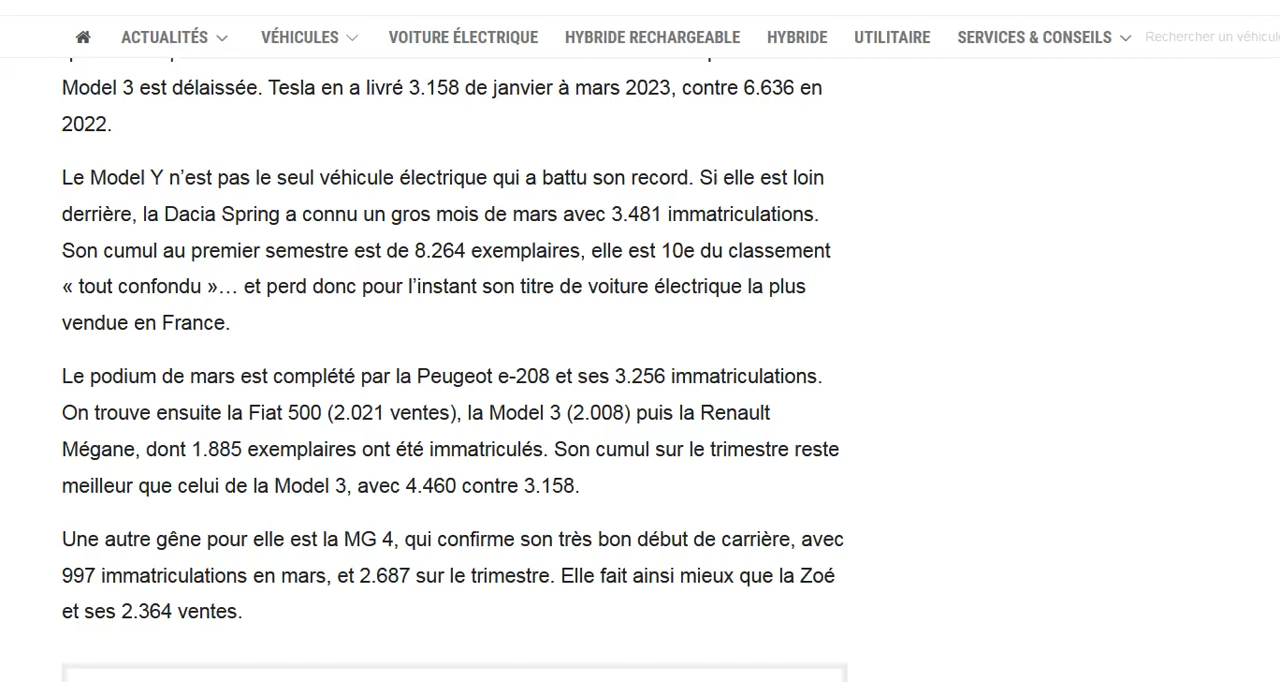 ACTUALITÉS VÉHICULES VOITURE ÉLECTRIQUE HYBRIDE RECHARGEABLE HYBRIDE UTILITAIRE SERVICES & CONSEILS Rechercher un
Model 3 est délaissée. Tesla en a livré 3.158 de janvier à mars 2023, contre 6.636 en
2022.
Le Model Y n’est pas le seul véhicule électrique qui a battu son record. Si elle est loin
derrière, la Dacia Spring a connu un gros mois de mars avec 3.481 immatriculations.
Son cumul au premier semestre est de 8.264 exemplaires, elle est 10e du classement
« tout confondu »… et perd donc pour l’instant son titre de voiture électrique la plus
vendue en France.
Le podium de mars est complété par la Peugeot e-208 et ses 3.256 immatriculations.
On trouve ensuite la Fiat 500 (2.021 ventes), la Model 3 (2.008) puis la Renault
Mégane, dont 1.885 exemplaires ont été immatriculés. Son cumul sur le trimestre reste
meilleur que celui de la Model 3, avec 4.460 contre 3.158.
Une autre gêne pour elle est la MG 4, qui confirme son très bon début de carrière, avec
997 immatriculations en mars, et 2.687 sur le trimestre. Elle fait ainsi mieux que la Zoé
et ses 2.364 ventes.